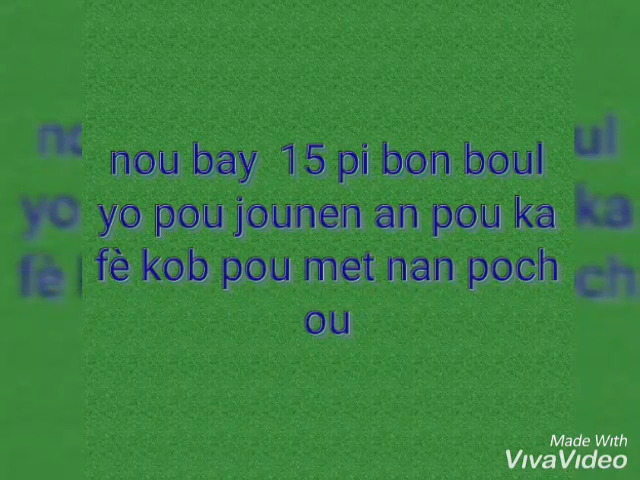 nou bay 15 pi bon boul
yo pou jounen an pou ka
fè kob pou met nan poch
ou
Made With
VivaVideo